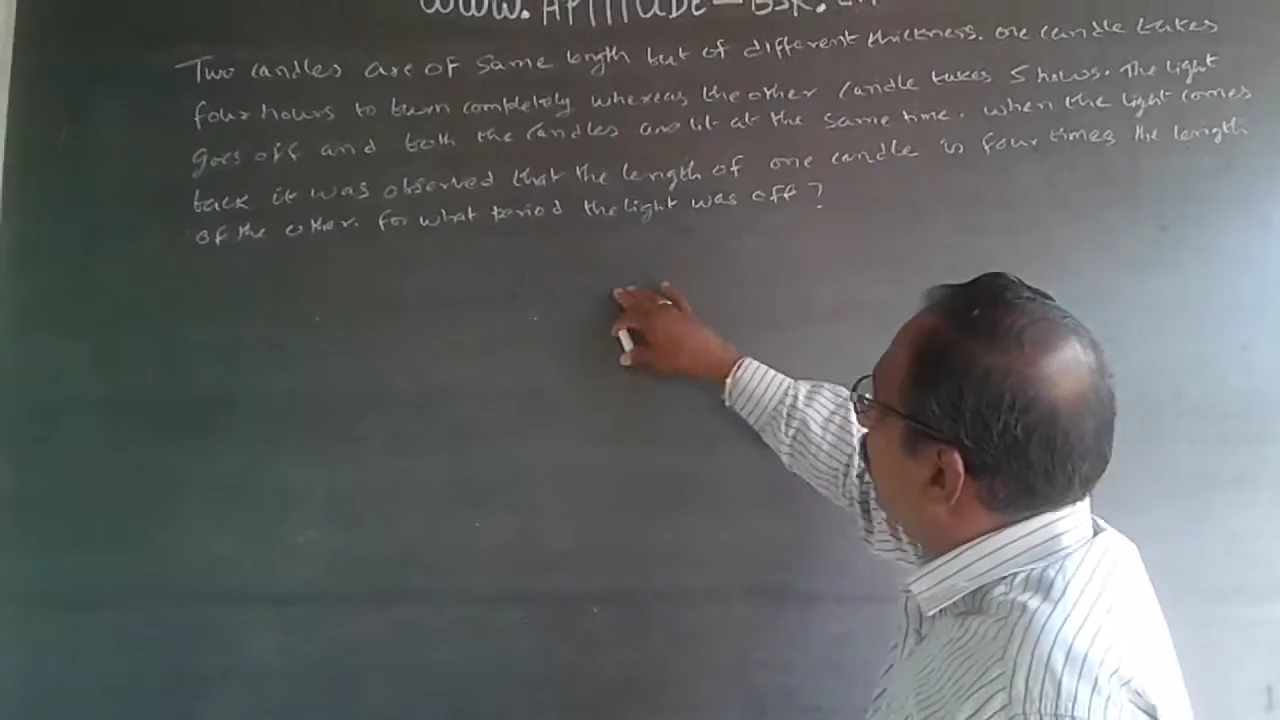 www. APTITUDE - BSR.
Two candles are of same length but of different thickness. one candle takes
four hours to burn completely whereas the other candle takes 5 hours. The light
goes off and both the candles are lit at the same time. when the light comes
back it was observed that the length of one candle is four times the length
of the other. For what period the light was off?